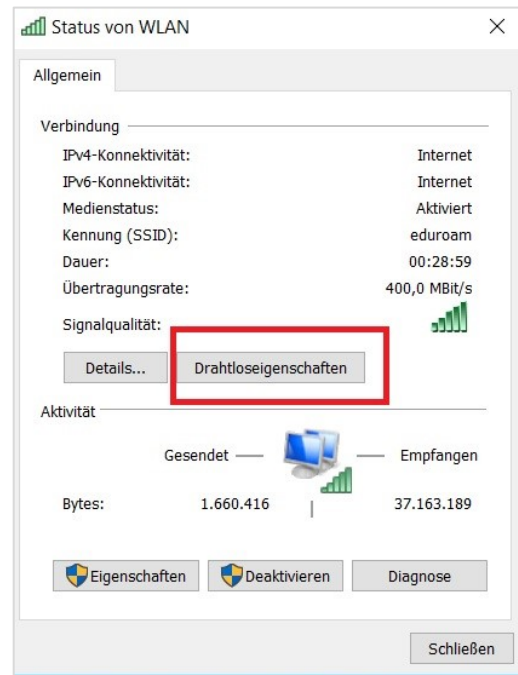 Status von WLAN
Allgemein
Verbindung
IPv4-Konnektivität: Internet
IPv6-Konnektivität: Internet
Medienstatus: Aktiviert
Kennung (SSID): eduroam
Dauer: 00:28:59
Übertragungsrate: 400,0 MBit/s
Signalqualität:
Details... Drahtloseigenschaften
Aktivität
Gesendet Empfangen
Bytes: 1.660.416 37.163.189
Eigenschaften Deaktivieren Diagnose
Schließen